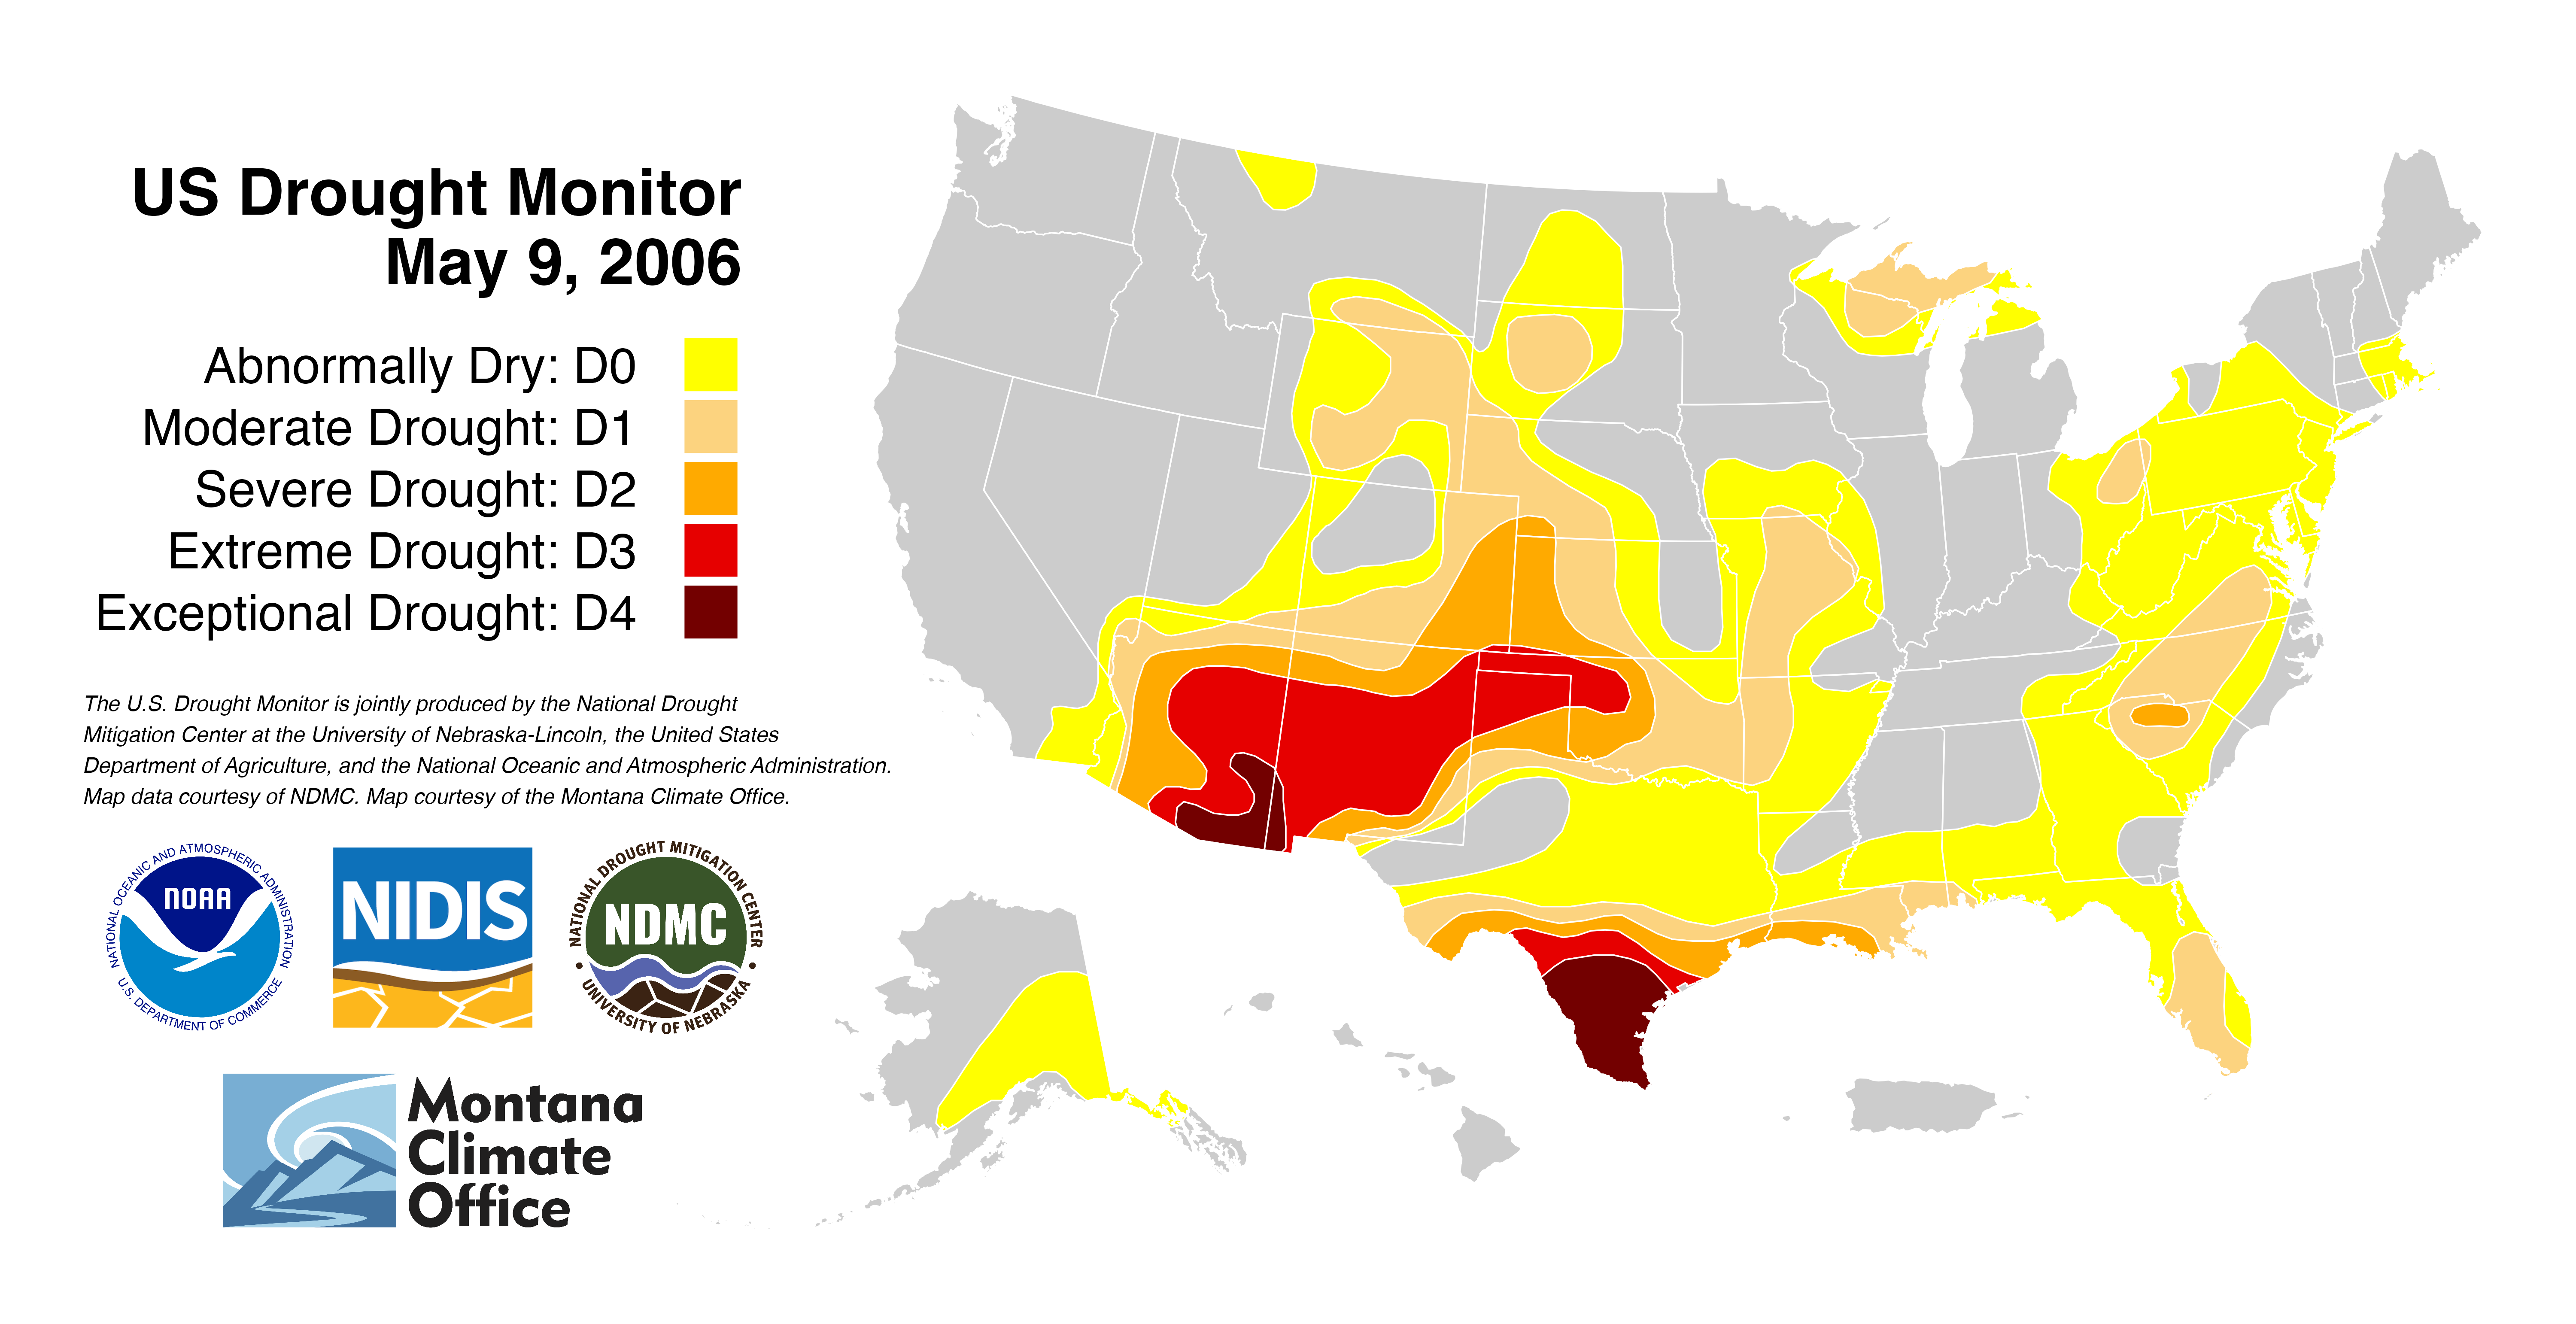 US Drought Monitor
May 9, 2006
Abnormally Dry: D0
Moderate Drought: D1
Severe Drought: D2
Extreme Drought: D3
Exceptional Drought: D4
The U.S. Drought Monitor is jointly produced by the National Drought
Mitigation Center at the University of Nebraska-Lincoln, the United States
Department of Agriculture, and the National Oceanic and Atmospheric Administration.
Map data courtesy of NDMC. Map courtesy of the Montana Climate Office.
NATIONAL OCEANIC AND ATMOSPHERIC ADMINISTRATION
NOAA
U.S. DEPARTMENT OF COMMERCE
NIDIS
NATIONAL DROUGHT MITIGATION CENTER
NDMC
UNIVERSITY OF NEBRASKA
Montana
Climate
Office